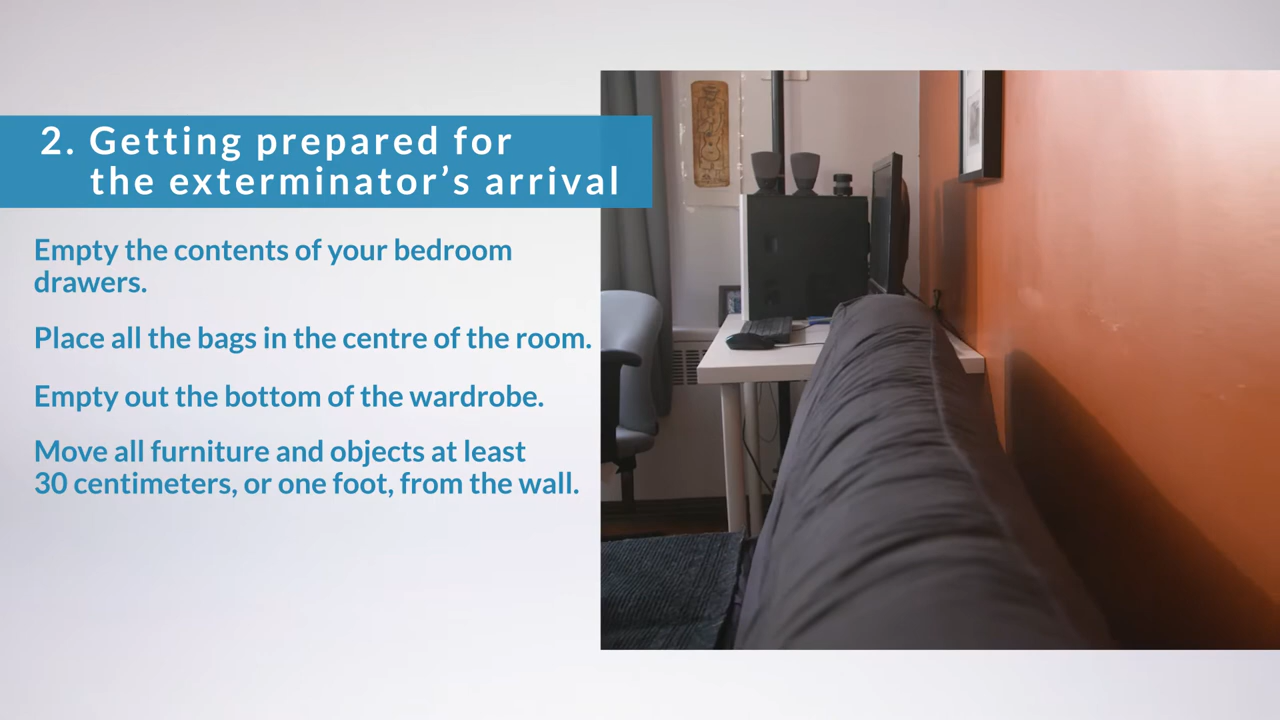 2. Getting prepared for
the exterminator’s arrival
Empty the contents of your bedroom
drawers.
Place all the bags in the centre of the room.
Empty out the bottom of the wardrobe.
Move all furniture and objects at least
30 centimeters, or one foot, from the wall.